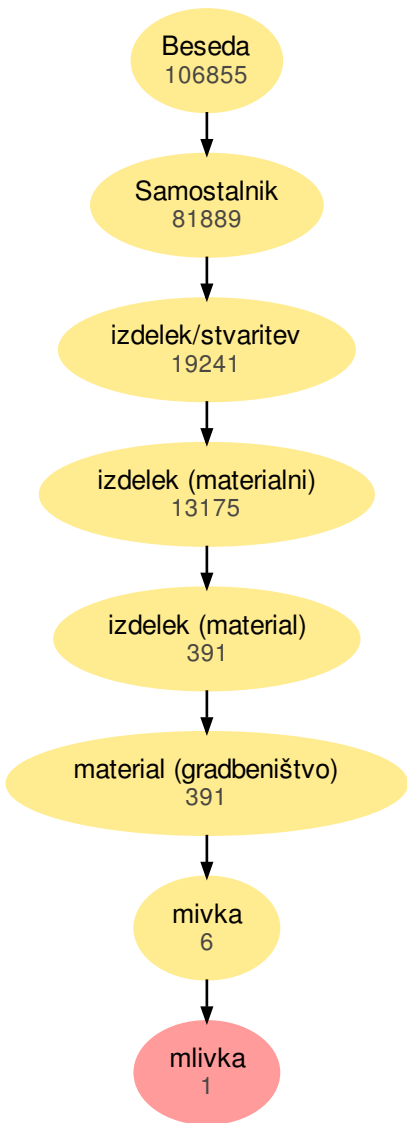 Beseda
106855
Samostalnik
81889
izdelek/stvaritev
19241
izdelek (materialni)
13175
izdelek (material)
391
material (gradbeništvo)
391
mivka
6
mlivka
1